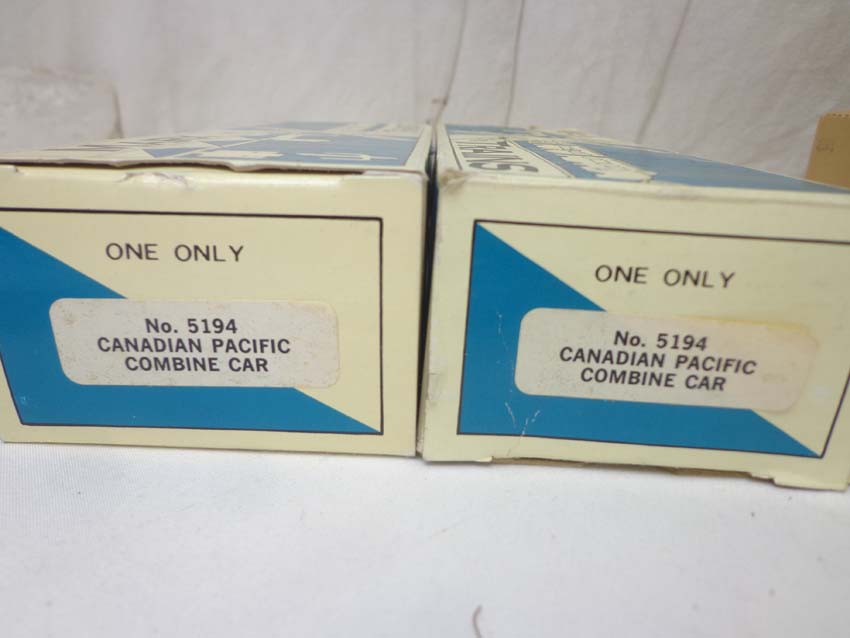 ONE ONLY
No. 5194
CANADIAN PACIFIC
COMBINE CAR
ONE ONLY
No. 5194
CANADIAN PACIFIC
COMBINE CAR